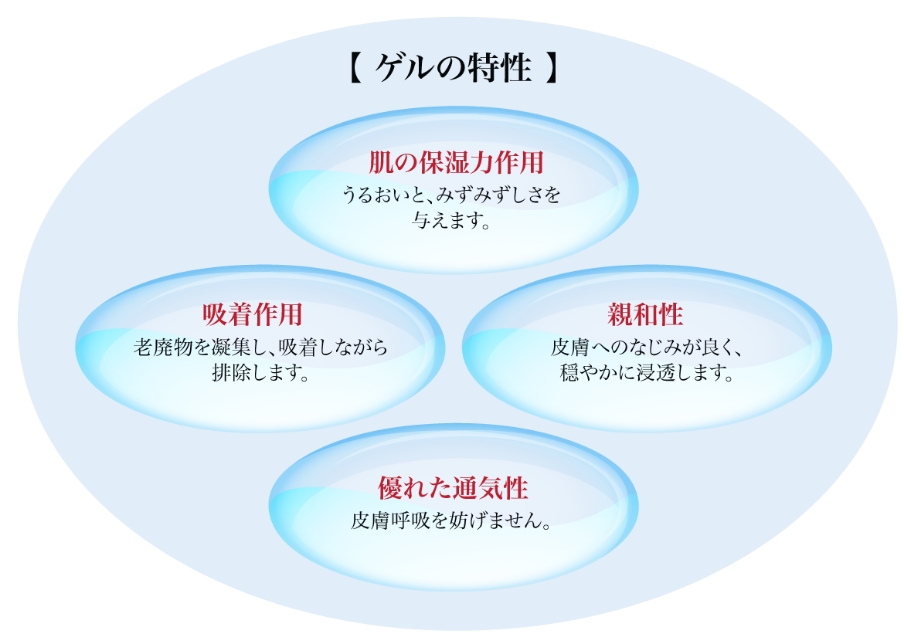 【 ゲルの特性 】
肌の保湿力作用
うるおいと、みずみずしさを
与えます。
吸着作用
老廃物を凝集し、吸着しながら
排除します。
親和性
皮膚へのなじみが良く、
穏やかに浸透します。
優れた通気性
皮膚呼吸を妨げません。